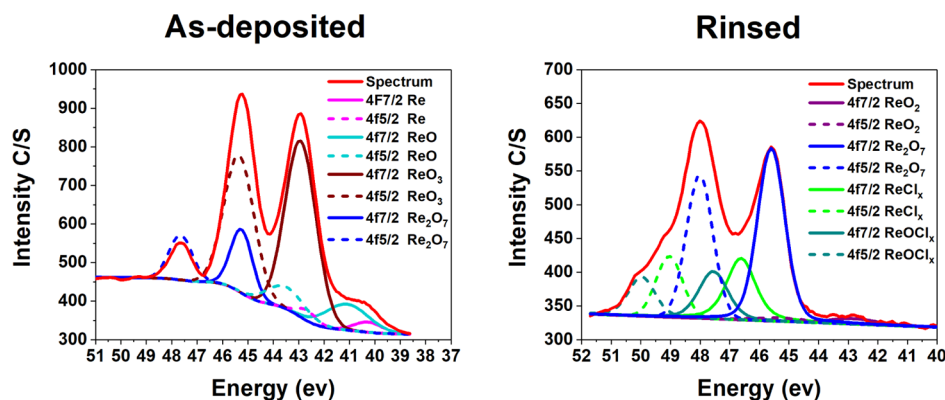 As-deposited
1000
900
800
700
600
500
400
300
51 50 49 48 47 46 45 44 43 42 41 40 39 38 37
Intensity C/S
Energy (ev)
Spectrum
4F7/2 Re
4f5/2 Re
4f7/2 ReO
4f5/2 ReO
4f7/2 ReO₃
4f5/2 ReO₃
4f7/2 Re₂O₇
4f5/2 Re₂O₇
Rinsed
700
650
600
550
500
450
400
350
300
52 51 50 49 48 47 46 45 44 43 42 41 40
Intensity C/S
Energy (ev)
Spectrum
4f7/2 ReO₂
4f5/2 ReO₂
4f7/2 Re₂O₇
4f5/2 Re₂O₇
4f7/2 ReClₓ
4f5/2 ReClₓ
4f7/2 ReOClₓ
4f5/2 ReOClₓ